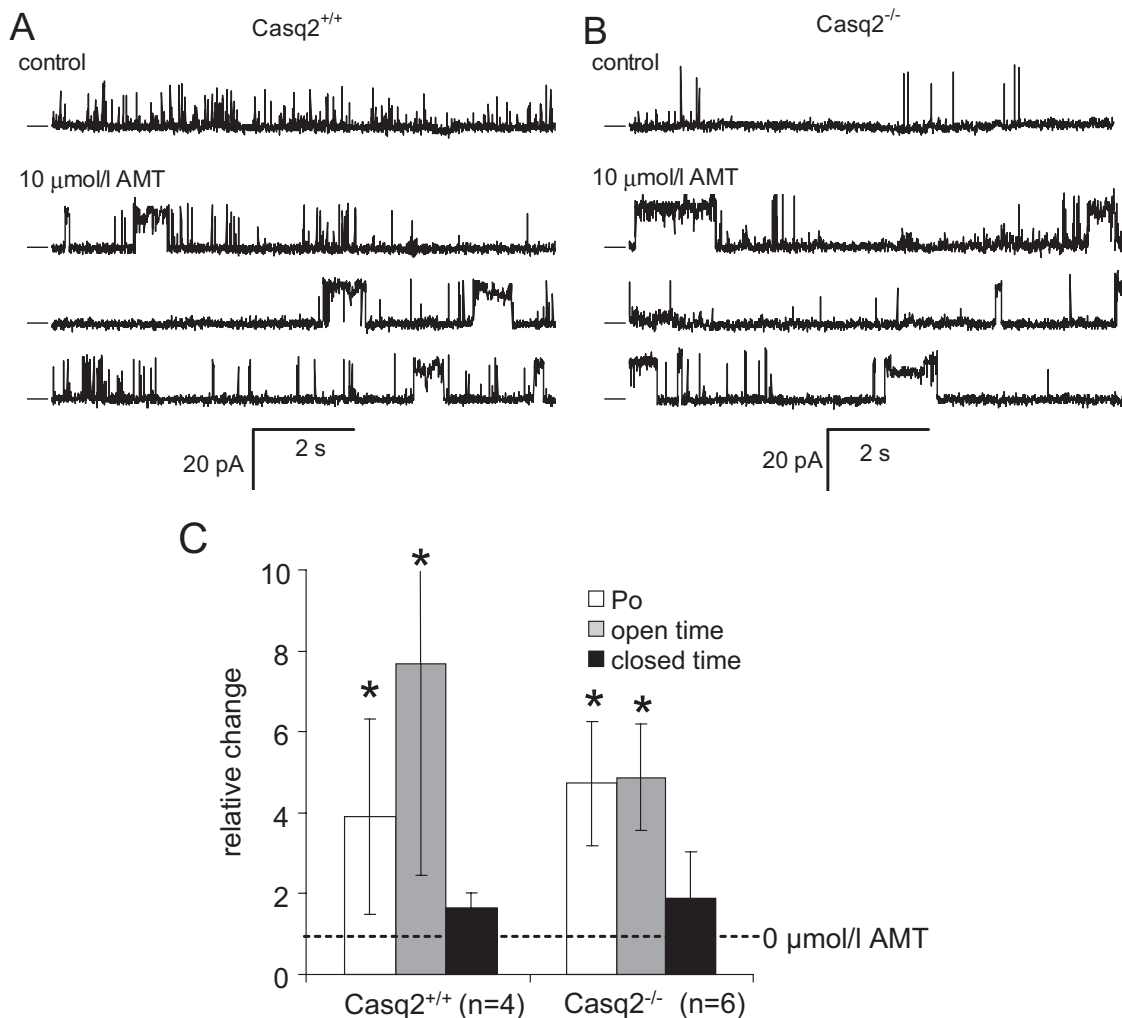 A
Casq2+/+
control
10 μmol/l AMT
20 pA
2 s
B
Casq2-/-
control
10 μmol/l AMT
20 pA
2 s
C
*
*
*
*
Po
open time
closed time
relative change
10
8
6
4
2
0
0 μmol/l AMT
Casq2+/+ (n=4)
Casq2-/- (n=6)